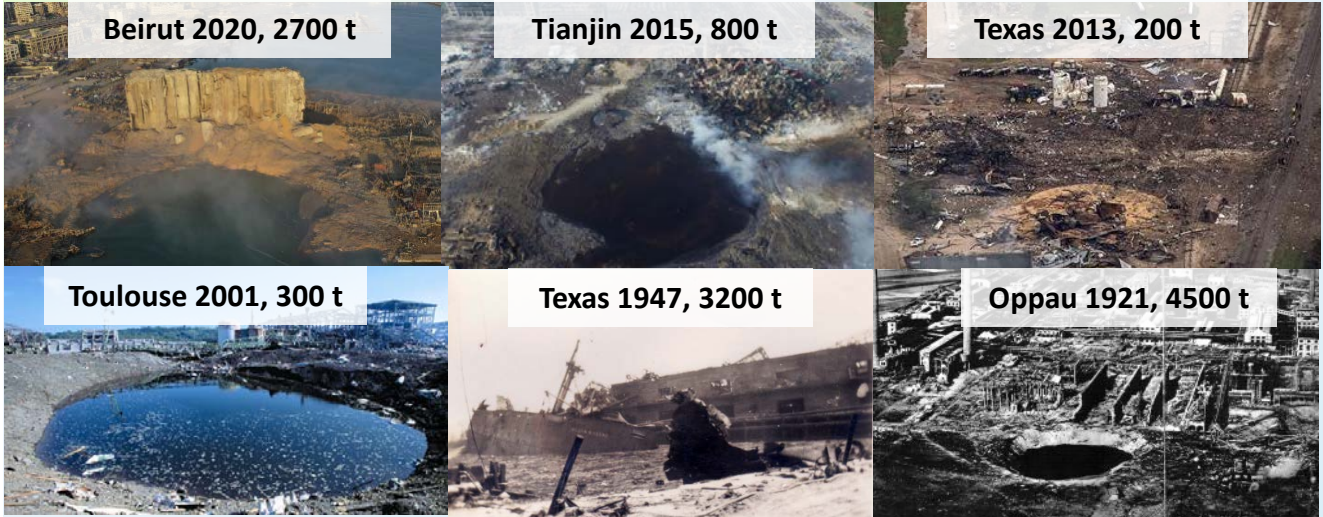 Beirut 2020, 2700 t
Tianjin 2015, 800 t
Texas 2013, 200 t
Toulouse 2001, 300 t
Texas 1947, 3200 t
Oppau 1921, 4500 t